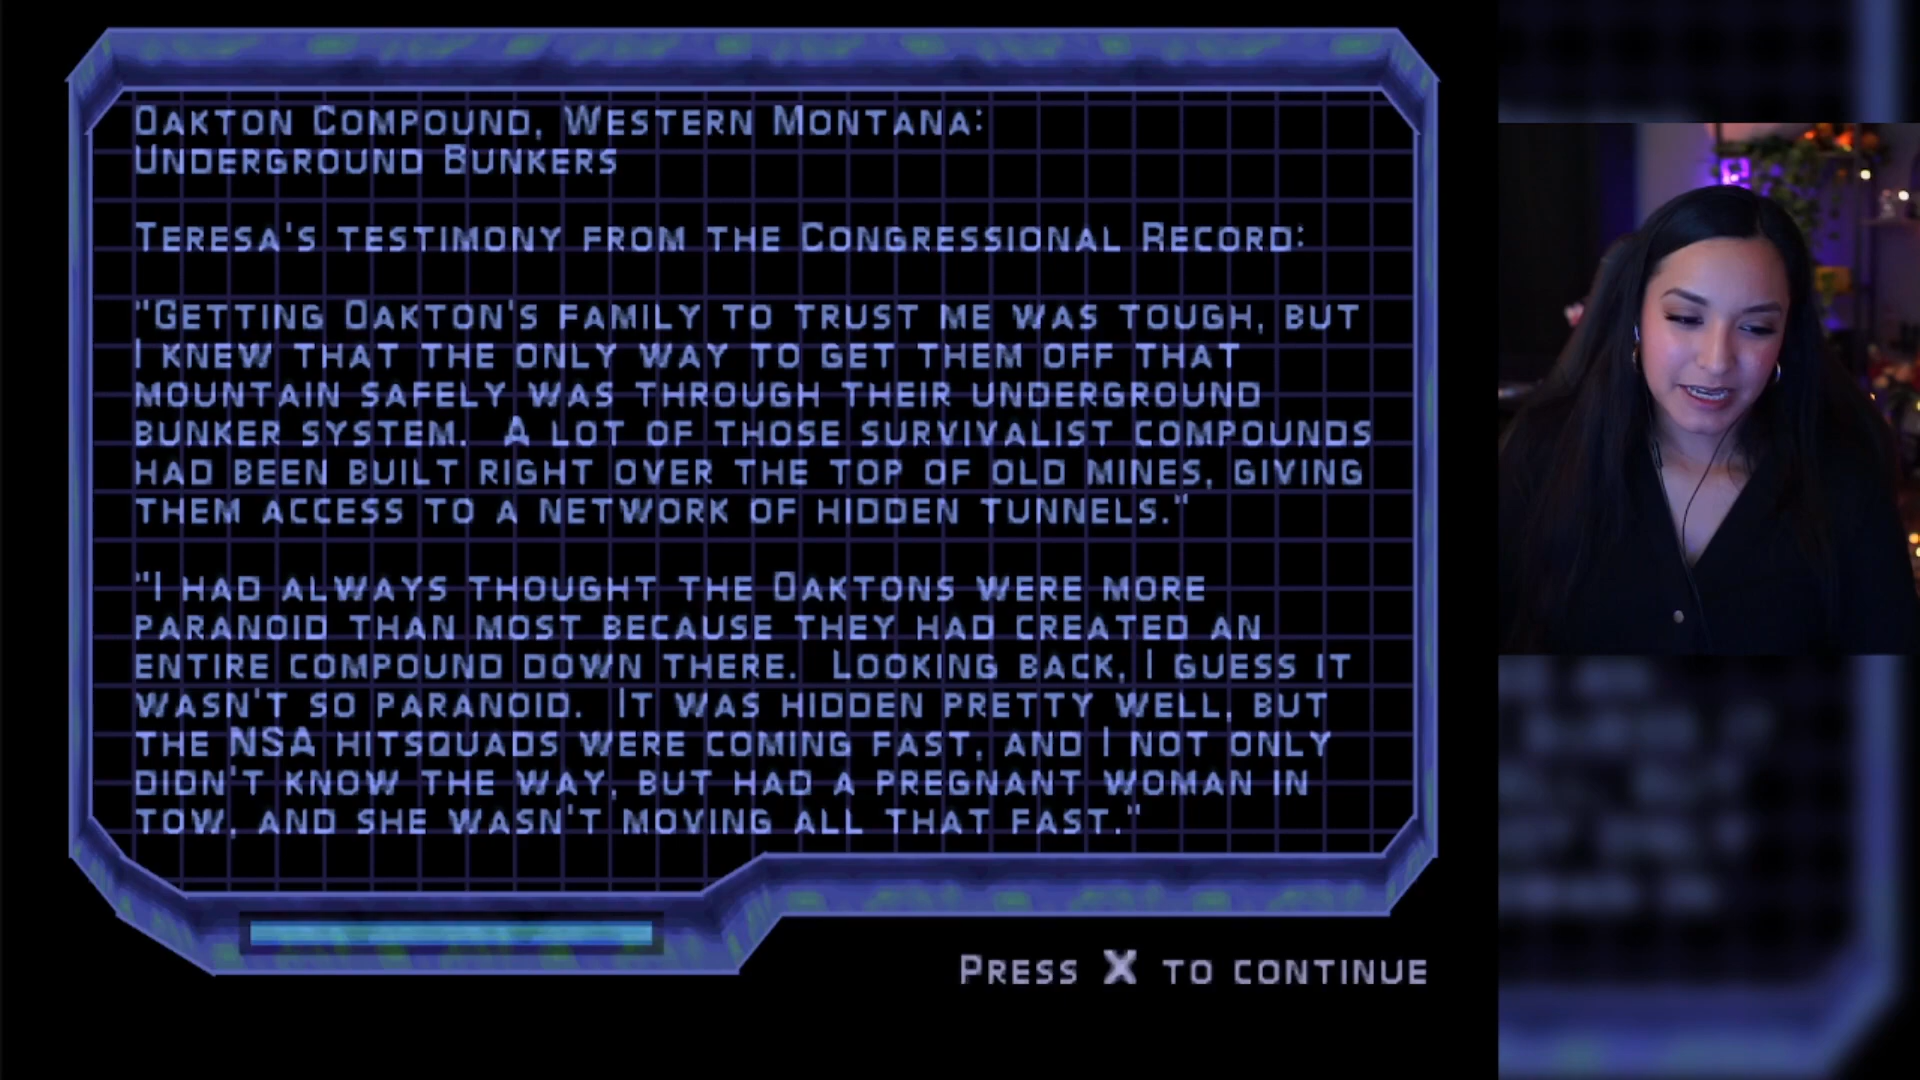 Oakton Compound, Western Montana:
Underground Bunkers
Teresa's testimony from the Congressional Record:
"Getting Oakton's family to trust me was tough, but
I knew that the only way to get them off that
mountain safely was through their underground
bunker system. A lot of those survivalist compounds
had been built right over the top of old mines, giving
them access to a network of hidden tunnels."
"I had always thought the Oaktons were more
paranoid than most because they had created an
entire compound down there. Looking back, I guess it
wasn't so paranoid. It was hidden pretty well, but
the NSA hitsquads were coming fast, and I not only
didn't know the way, but had a pregnant woman in
tow, and she wasn't moving all that fast."
Press X to continue